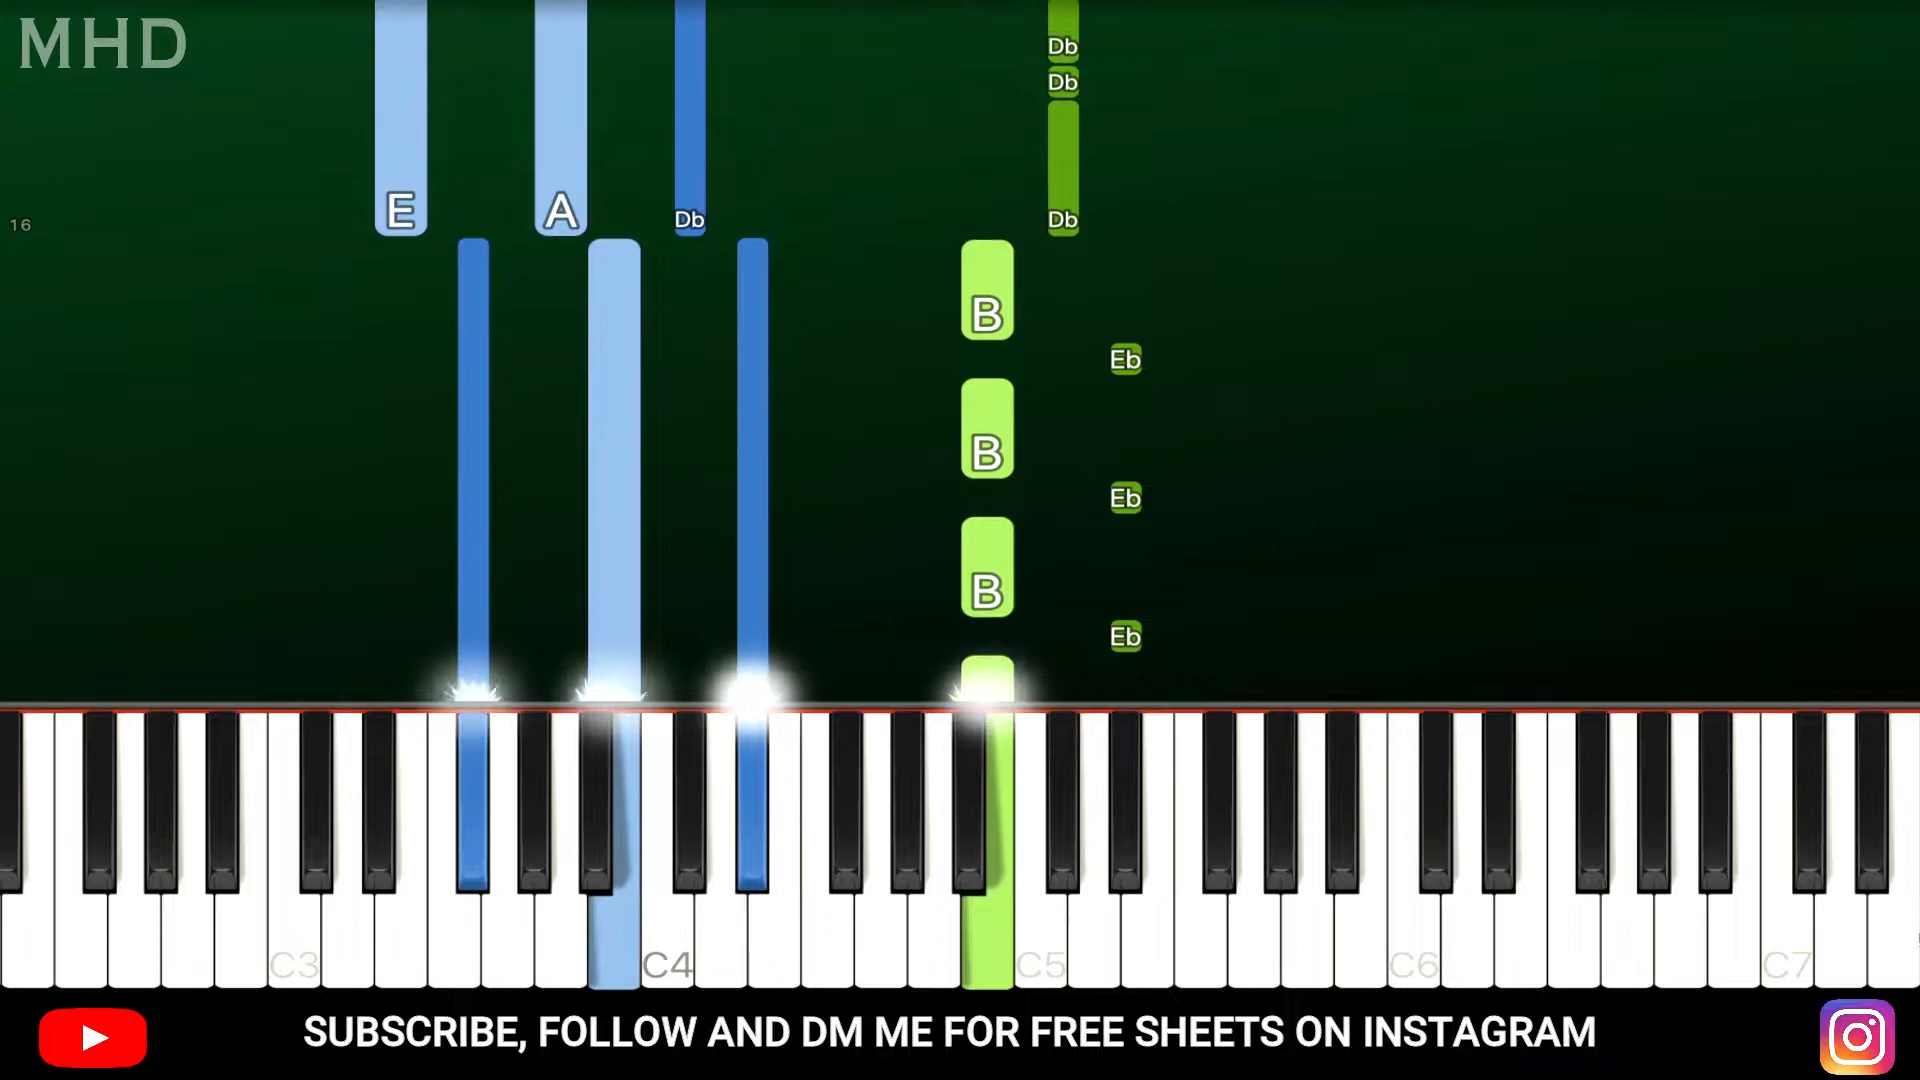 MHD
Db
Db
E
A
Db
Db
16
B
Eb
B
Eb
B
Eb
C3
C4
C5
C6
C7
SUBSCRIBE, FOLLOW AND DM ME FOR FREE SHEETS ON INSTAGRAM